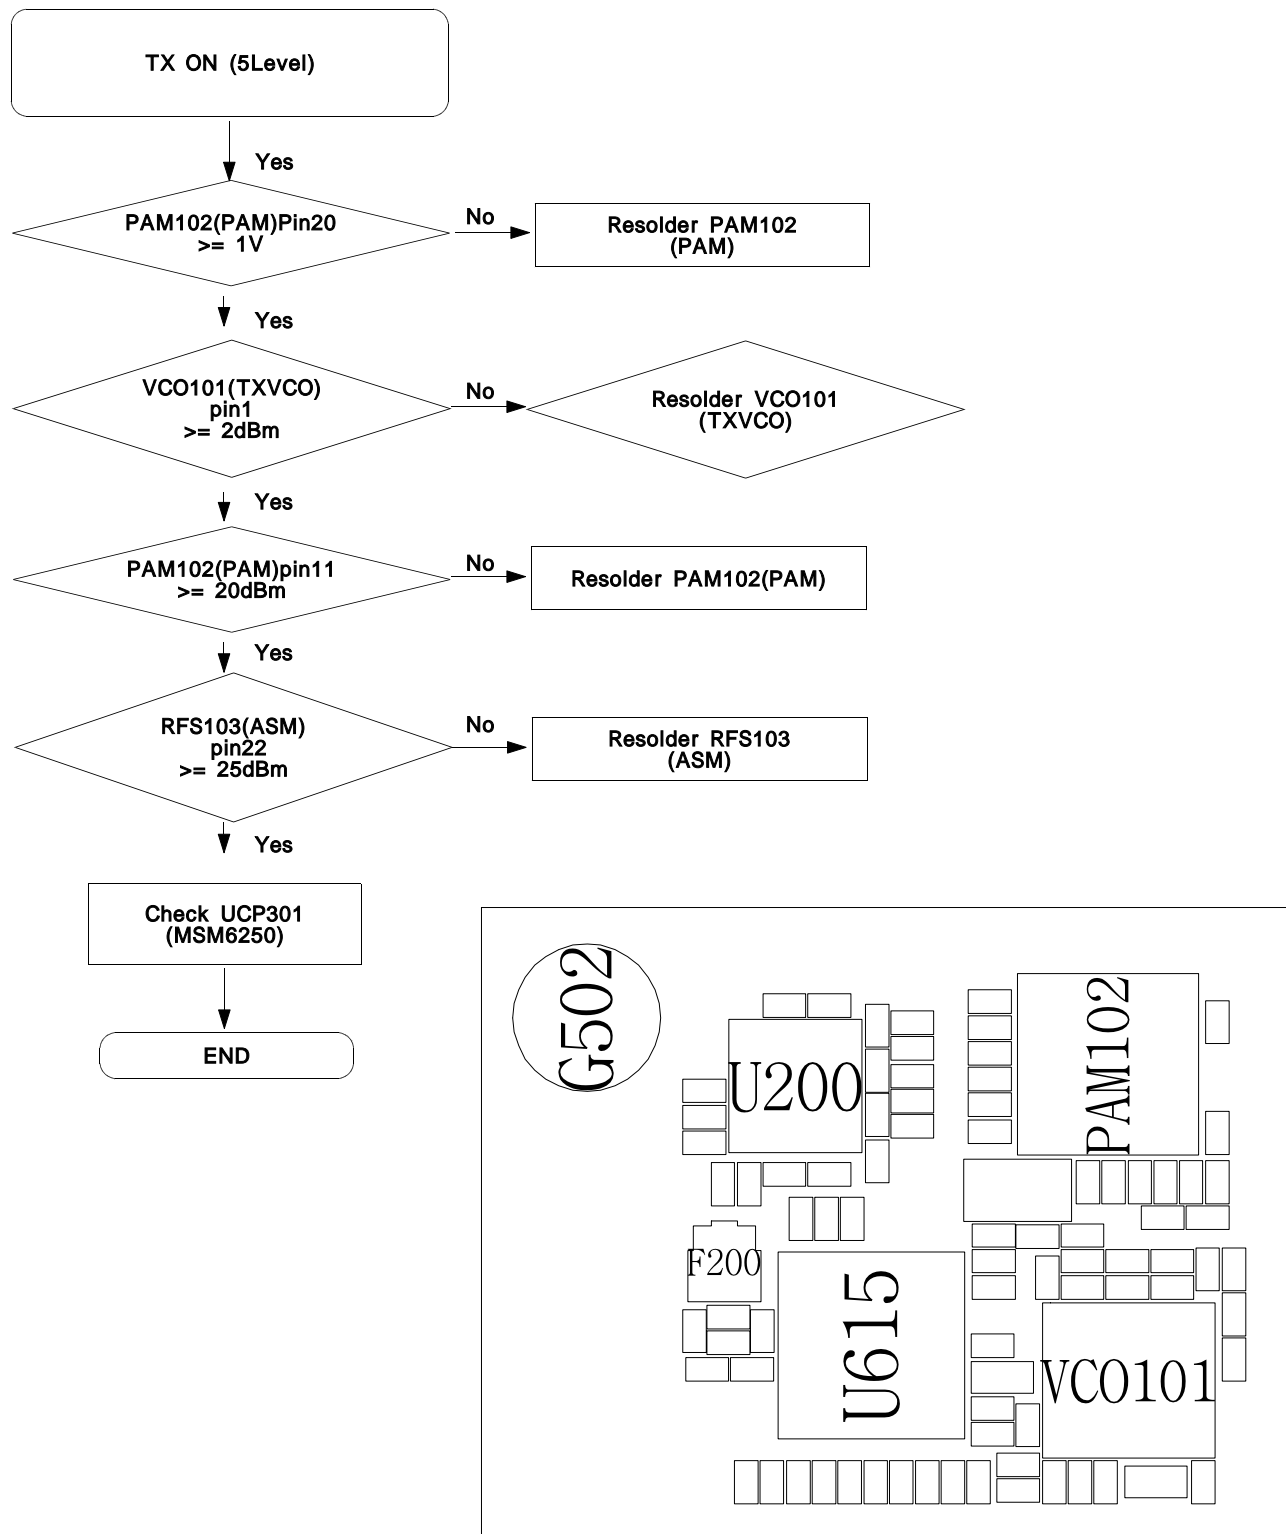 TX ON (5Level)
Yes
PAM102(PAM)Pin20
>= 1V
No
Resolder PAM102
(PAM)
Yes
VCO101(TXVCO)
pin1
>= 2dBm
No
Resolder VCO101
(TXVCO)
Yes
PAM102(PAM)pin11
>= 20dBm
No
Resolder PAM102(PAM)
Yes
RFS103(ASM)
pin22
>= 25dBm
No
Resolder RFS103
(ASM)
Yes
Check UCP301
(MSM6250)
END
G502
U200
PAM102
F200
U615
VCO101